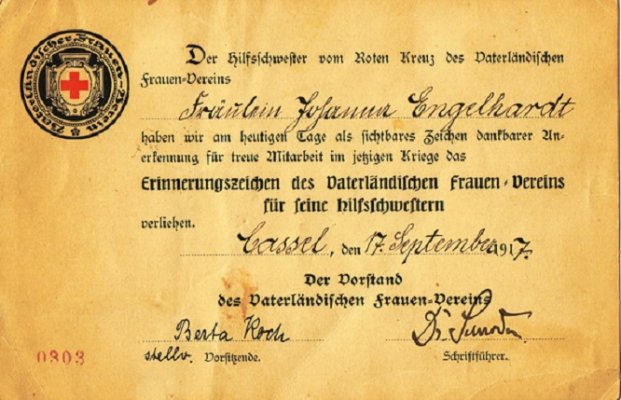 Vaterländischer Frauen-Verein
Der Hilfsschwester vom Roten Kreuz des Vaterländischen
Frauen-Vereins
Fräulein Johanna Engelhardt
haben wir am heutigen Tage als sichtbares Zeichen dankbarer An-
erkennung für treue Mitarbeit im jetzigen Kriege das
Erinnerungszeichen des Vaterländischen Frauen-Vereins
für seine Hilfsschwestern
verliehen.
Cassel, den 17. September 1917.
Der Vorstand
des Vaterländischen Frauen-Vereins
Berta Koch
stellv. Vorsitzende.
Dr.
Schriftführer.
0303